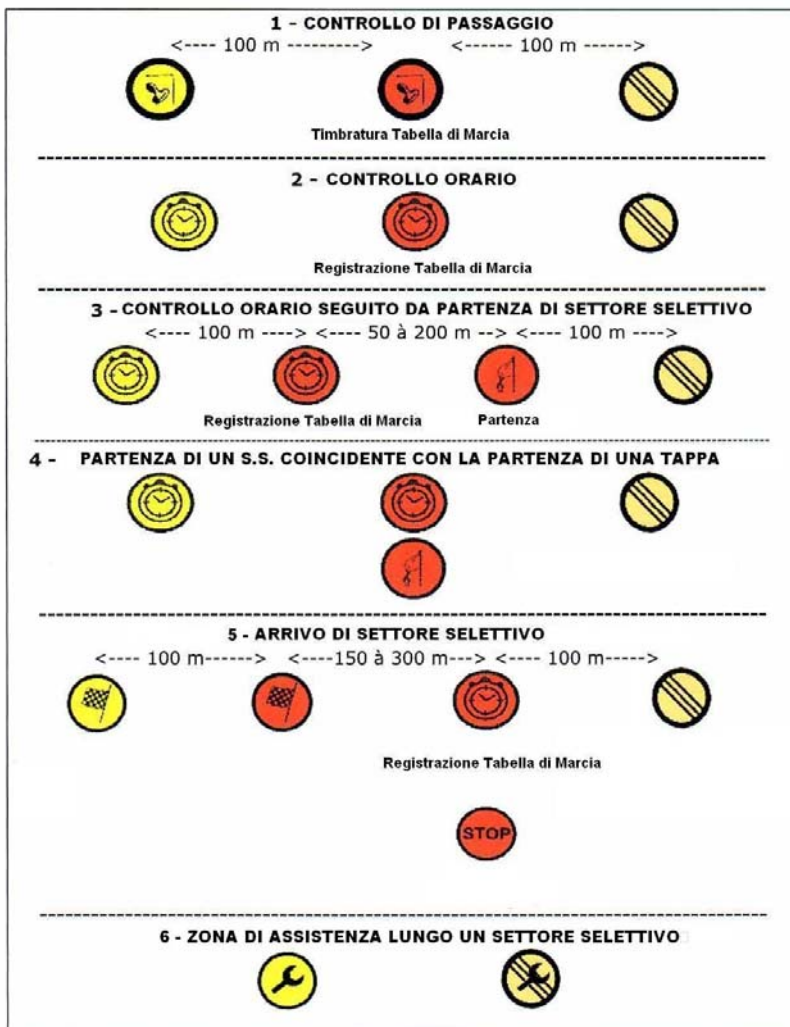 1 - CONTROLLO DI PASSAGGIO
<---- 100 m --------> <---- 100 m ------>
Timbratura Tabella di Marcia
2 - CONTROLLO ORARIO
Registrazione Tabella di Marcia
3 - CONTROLLO ORARIO SEGUITO DA PARTENZA DI SETTORE SELETTIVO
<---- 100 m ----> <---- 50 à 200 m --> <---- 100 m ---->
Registrazione Tabella di Marcia Partenza
4 - PARTENZA DI UN S.S. COINCIDENTE CON LA PARTENZA DI UNA TAPPA
5 - ARRIVO DI SETTORE SELETTIVO
<---- 100 m------> <----150 à 300 m---> <---- 100 m----->
Registrazione Tabella di Marcia
STOP
6 - ZONA DI ASSISTENZA LUNGO UN SETTORE SELETTIVO